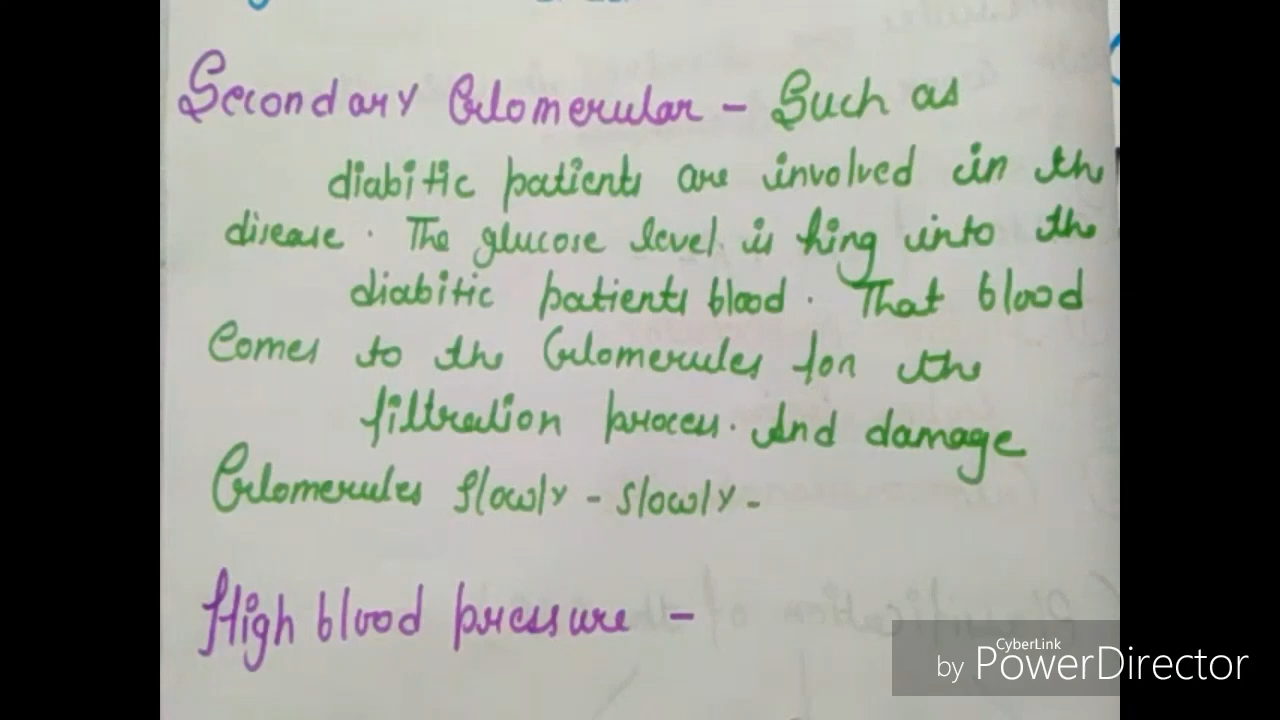 Secondary Glomerular - Such as
diabitic patients are involved in the
disease. The glucose level is hing into the
diabitic patients blood. That blood
Comes to the Glomerules for the
filtration process. And damage
Glomerules slowly - slowly -
High blood pressure -
CyberLink
by PowerDirector